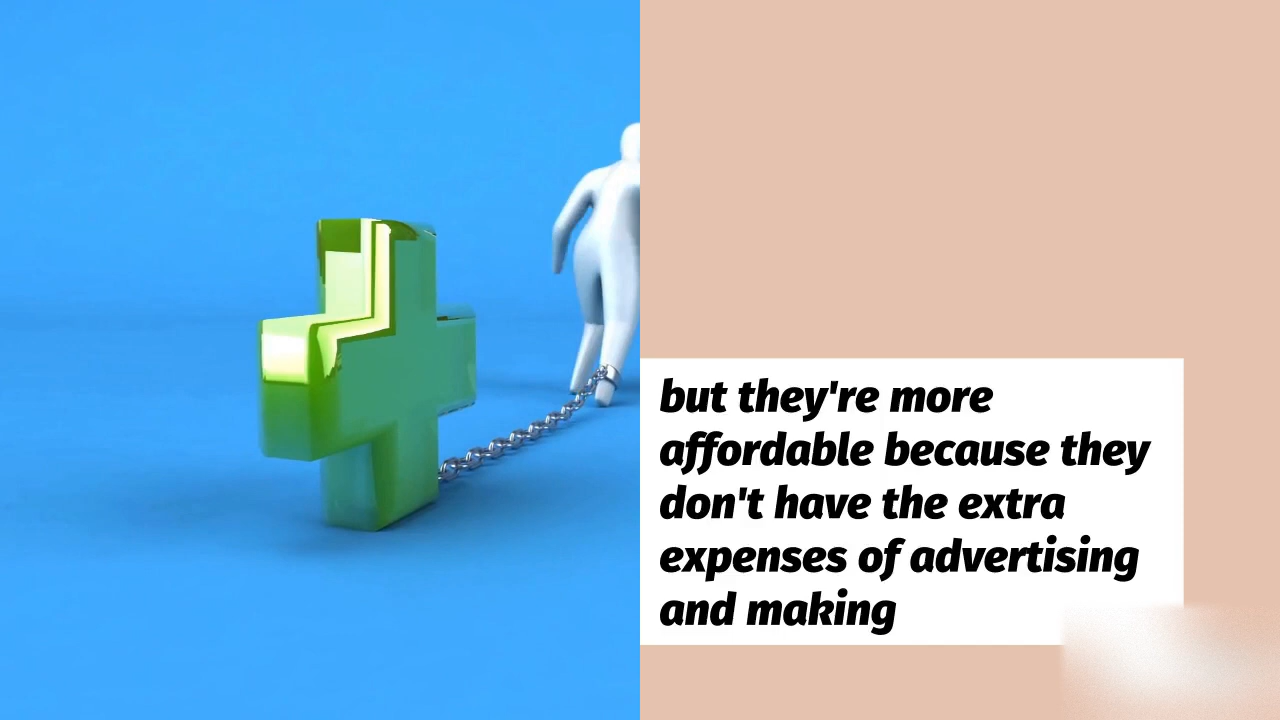 but they're more
affordable because they
don't have the extra
expenses of advertising
and making